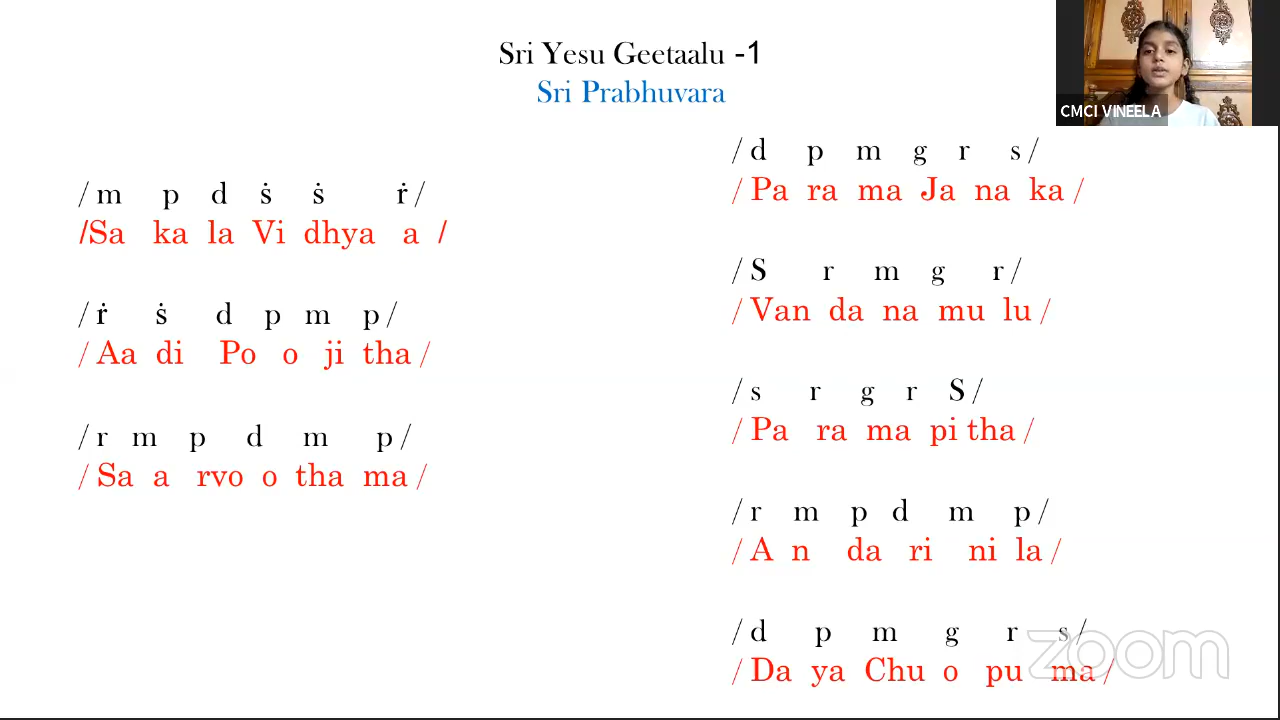 Sri Yesu Geetaalu -1
Sri Prabhuvara
/ m p d ṡ ṡ ṙ /
/Sa ka la Vi dhya a /
/ ṙ ṡ d p m p /
/ Aa di Po o ji tha /
/ r m p d m p /
/ Sa a rvo o tha ma /
/ d p m g r s /
/ Pa ra ma Ja na ka /
/ S r m g r /
/ Van da na mu lu /
/ s r g r S /
/ Pa ra ma pi tha /
/ r m p d m p /
/ A n da ri ni la /
/ d p m g r s /
/ Da ya Chu o pu ma /
CMCI VINEELA
zoom